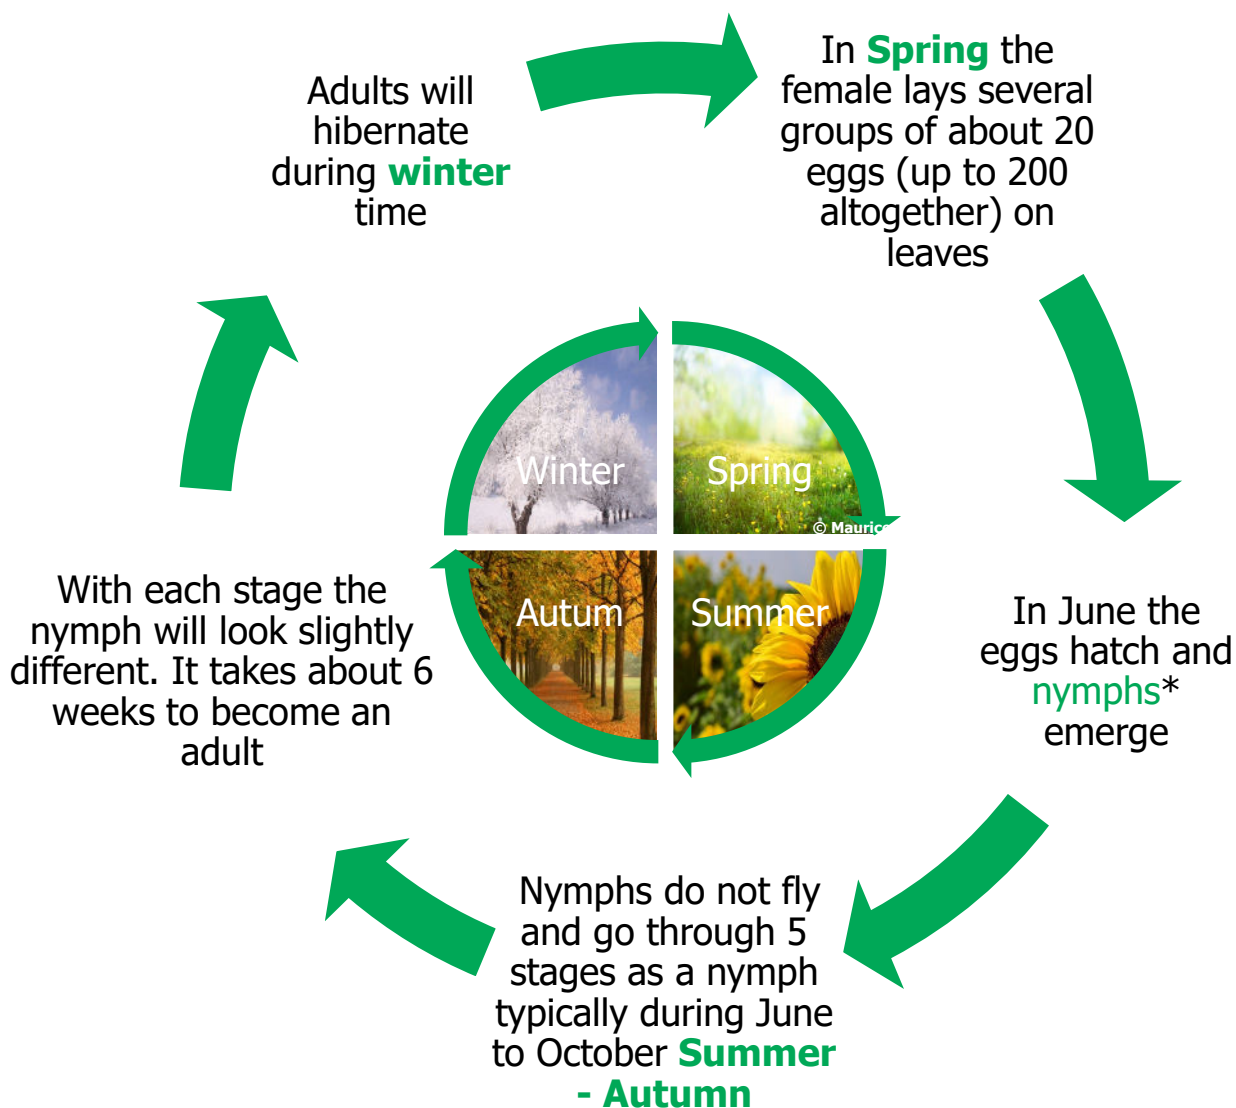 Adults will
hibernate
during winter
time
In Spring the
female lays several
groups of about 20
eggs (up to 200
altogether) on
leaves
In June the
eggs hatch and
nymphs*
emerge
Nymphs do not fly
and go through 5
stages as a nymph
typically during June
to October Summer
- Autumn
With each stage the
nymph will look slightly
different. It takes about 6
weeks to become an
adult
Winter
Spring
© Maurice
Autum
Summer